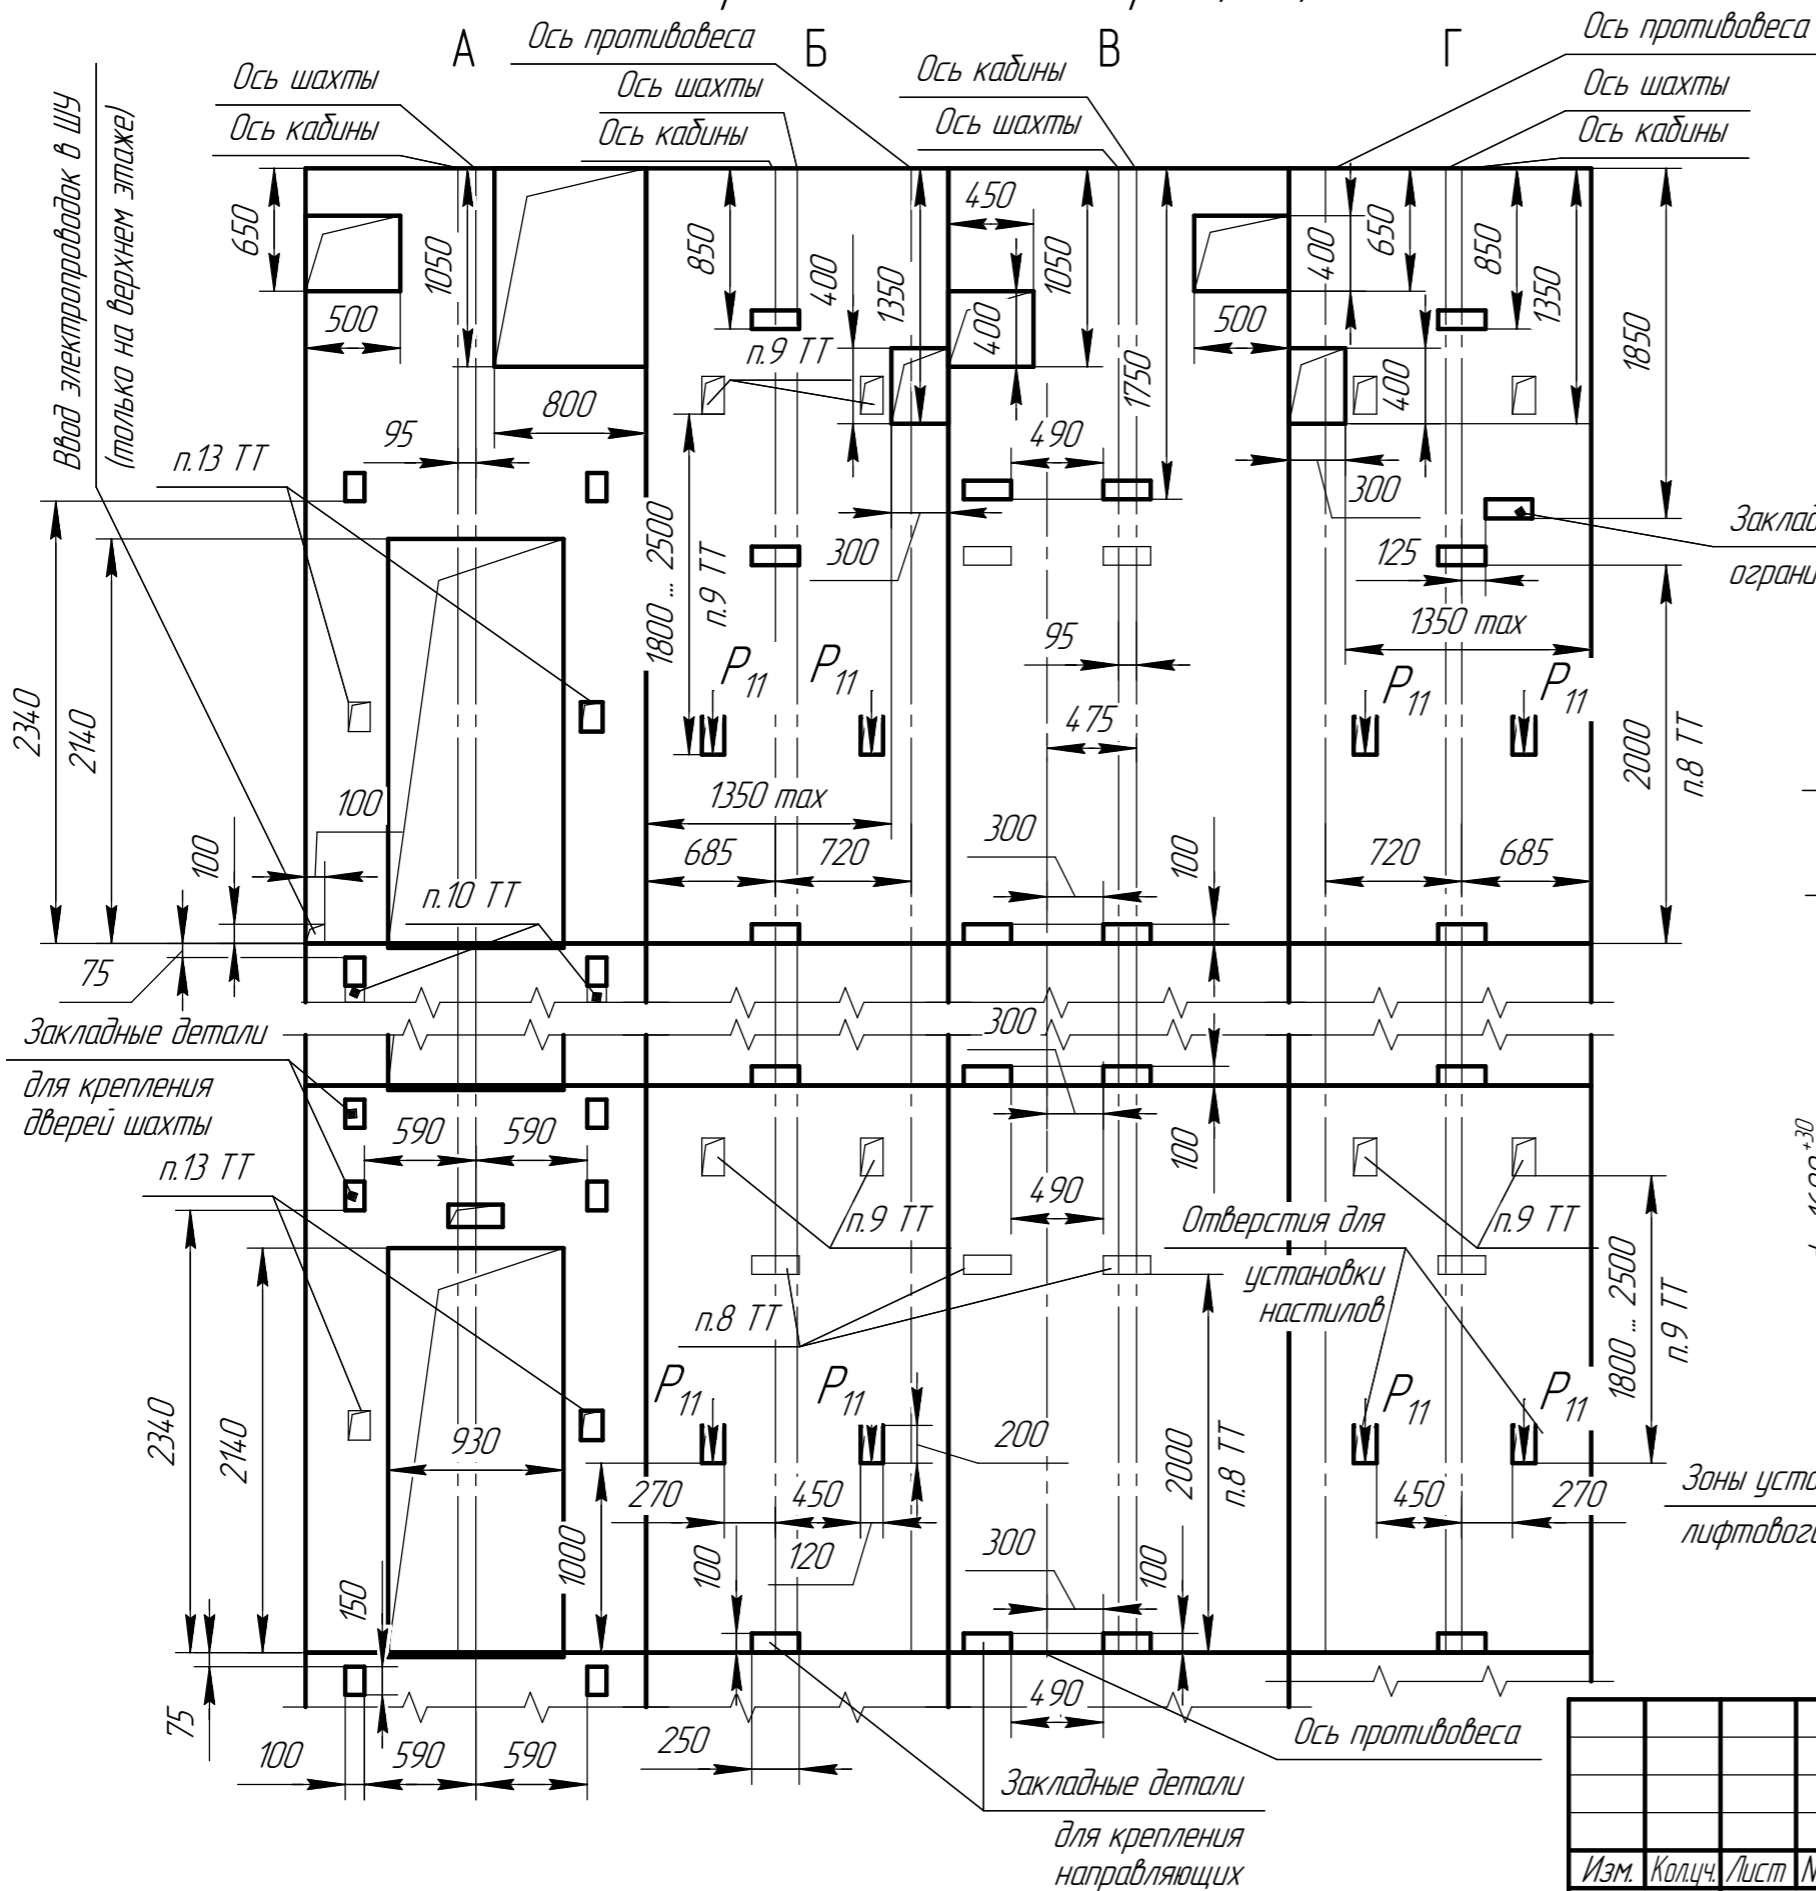 Ось противовеса
А
Б
В
Г
Ось противовеса
Ось шахты
Ось кабины
Ось шахты
Ось кабины
Ось кабины
Ось шахты
Ось шахты
Ось кабины
Ввод электропроводок в ШУ
(только на верхнем этаже)
650
500
1050
800
95
п.13 ТТ
850
400
1350
п.9 ТТ
450
1050
400
1750
490
500
400
650
850
1350
400
300
1850
Заклад
ограни
125
1350 max
1800 ... 2500
п.9 ТТ
300
95
475
P11
P11
P11
P11
2340
2140
100
100
1350 max
685
720
300
100
720
685
2000
п.8 ТТ
п.10 ТТ
75
Закладные детали
для крепления
дверей шахты
300
100
590
590
п.13 ТТ
490
п.9 ТТ
Отверстия для
установки
настилов
п.9 ТТ
п.8 ТТ
1800 ... 2500
п.9 ТТ
+30
P11
P11
P11
P11
2340
2140
930
1000
270
450
200
2000
п.8 ТТ
450
270
Зоны уста
лифтового
120
100
300
100
150
75
490
Ось противовеса
100
590
590
250
Закладные детали
для крепления
направляющих
Изм.
Кол.уч.
Лист